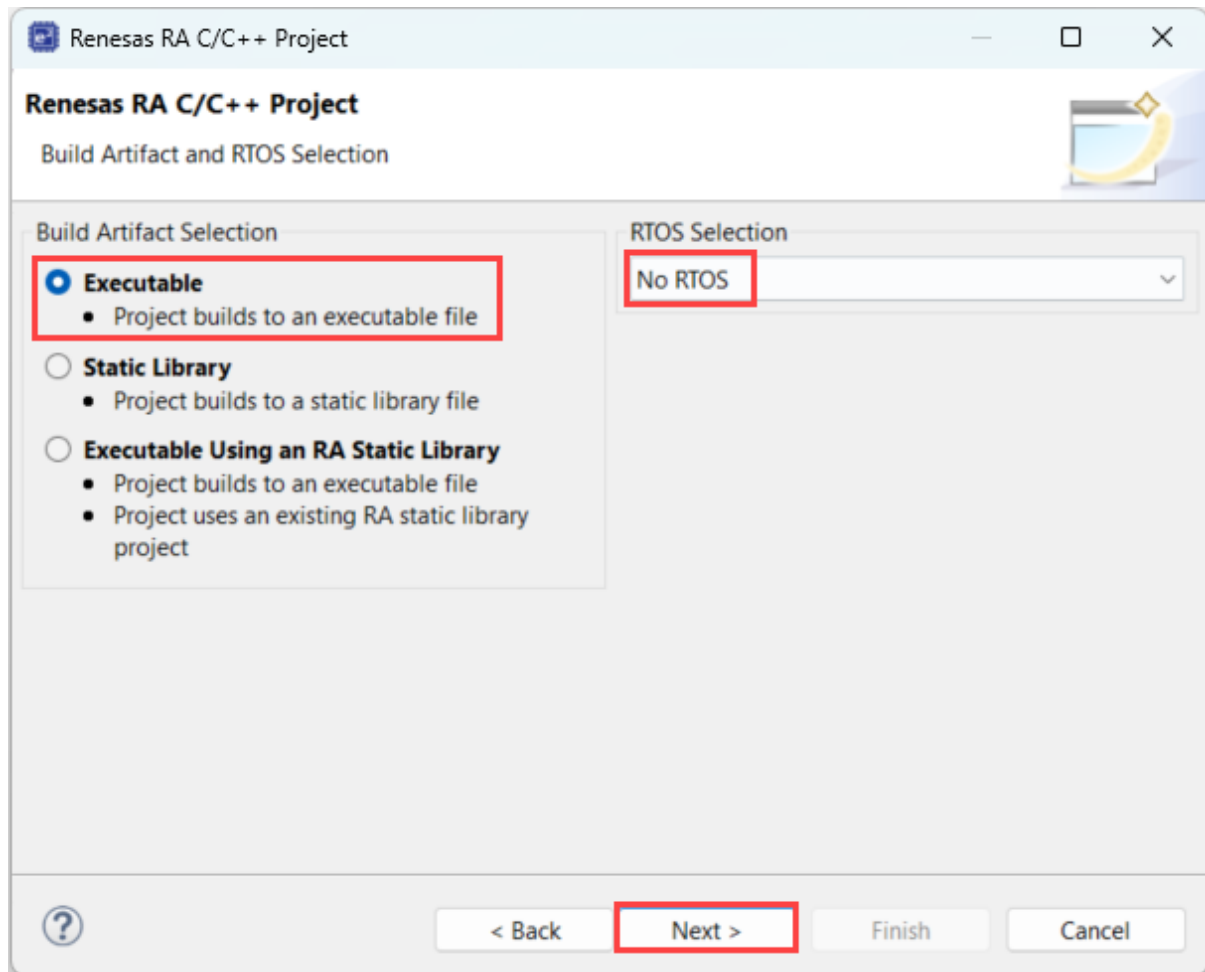 Renesas RA C/C++ Project
Renesas RA C/C++ Project
Build Artifact and RTOS Selection
Build Artifact Selection
Executable
• Project builds to an executable file
Static Library
• Project builds to a static library file
Executable Using an RA Static Library
• Project builds to an executable file
• Project uses an existing RA static library
project
RTOS Selection
No RTOS
?
< Back
Next >
Finish
Cancel